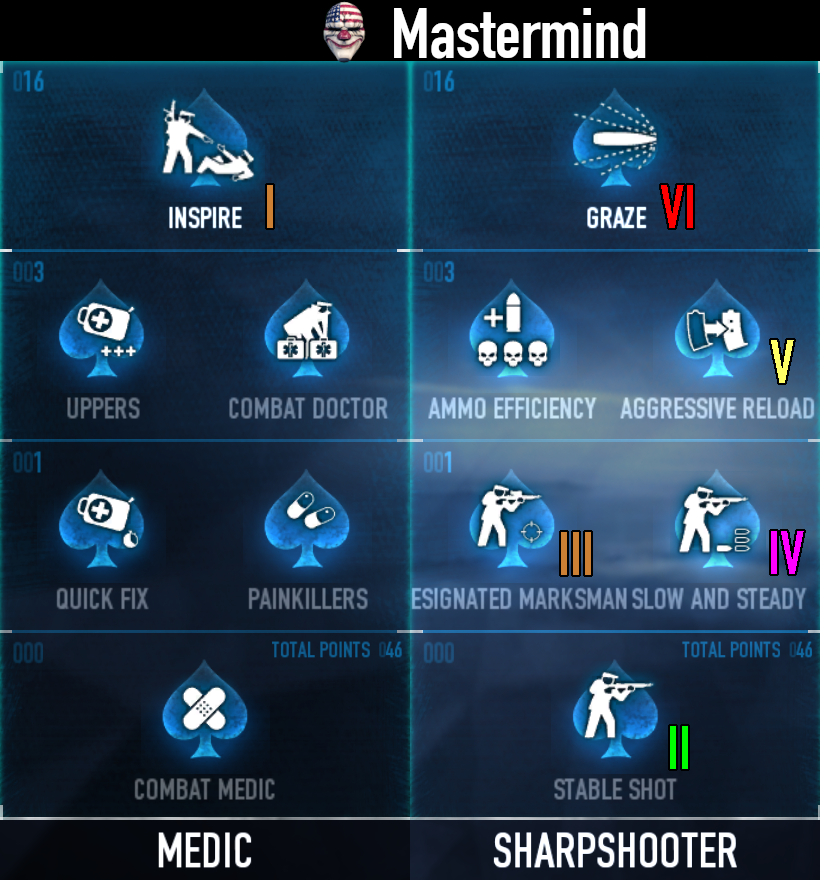 Mastermind
016
INSPIRE I
003
UPPERS COMBAT DOCTOR
001
QUICK FIX PAINKILLERS
000 TOTAL POINTS 046
COMBAT MEDIC
MEDIC
016
GRAZE VI
003
V
AMMO EFFICIENCY AGGRESSIVE RELOAD
001
III IV
ESIGNATED MARKSMAN SLOW AND STEADY
000 TOTAL POINTS 046
II
STABLE SHOT
SHARPSHOOTER